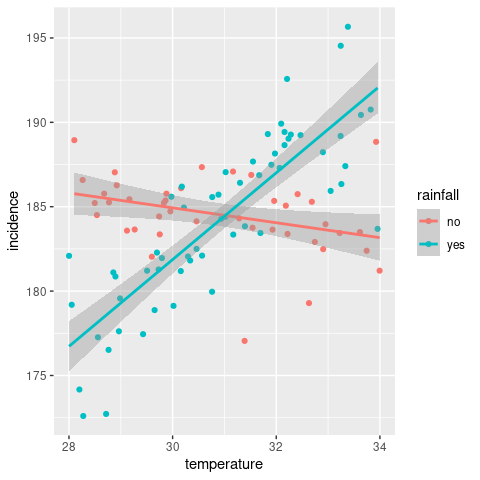 195
190
185
180
175
28
30
32
34
temperature
incidence
rainfall
no
yes